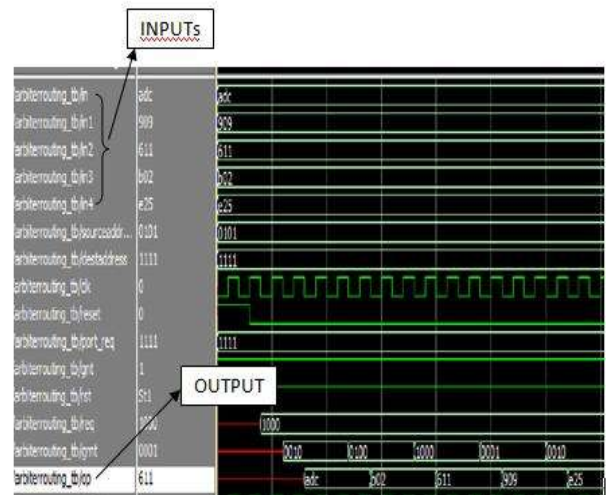 INPUTs
arbiterrouting_tb/in adc adc
arbiterrouting_tb/in1 909 909
arbiterrouting_tb/in2 611 611
arbiterrouting_tb/in3 b02 b02
arbiterrouting_tb/in4 e25 e25
arbiterrouting_tb/sourceaddr... 0101 0101
arbiterrouting_tb/destaddress 1111 1111
arbiterrouting_tb/clk 0
arbiterrouting_tb/reset 0
arbiterrouting_tb/port_req 1111 1111
arbiterrouting_tb/gnt 1
OUTPUT
arbiterrouting_tb/rst St1
arbiterrouting_tb/req 1000 1000
0001 0010 0100 1000 0001 0010
arbiterrouting_tb/op 611 adc b02 611 909 e25